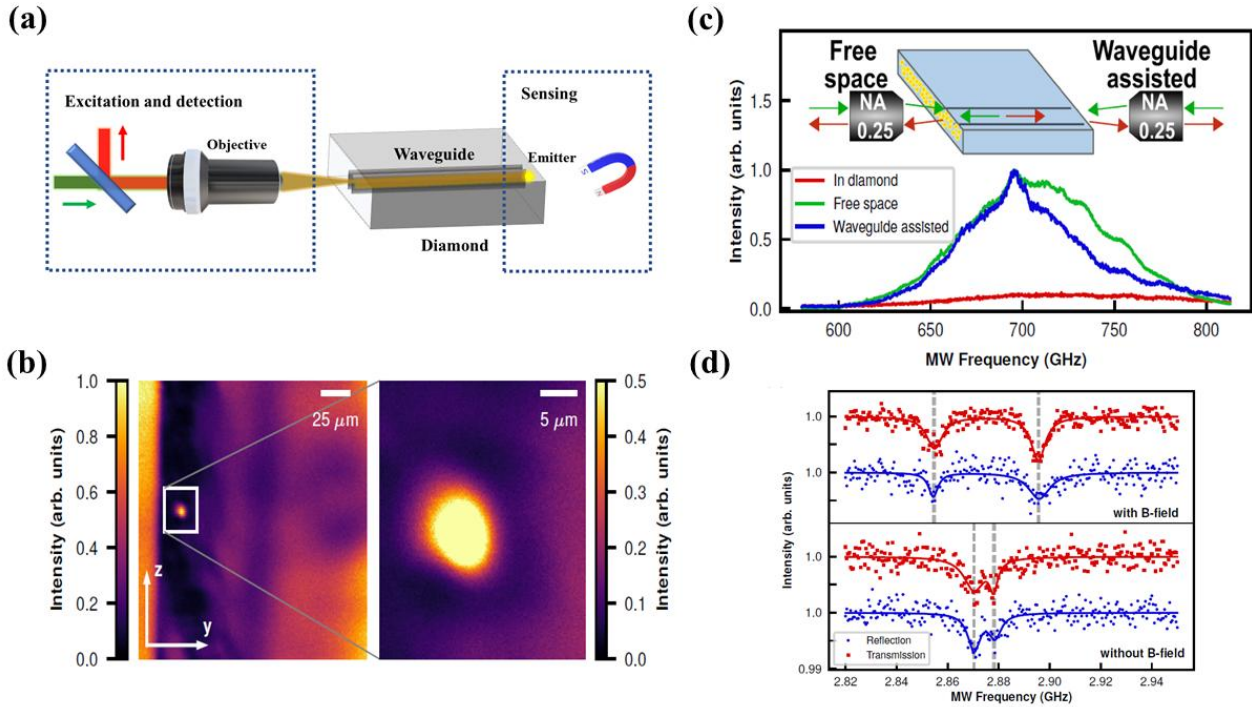 (a)
Excitation and detection
Objective
Waveguide
Diamond
Sensing
Emitter
(b)
Intensity (arb. units)
1.0
0.8
0.6
0.4
0.2
0.0
z
y
25 μm
5 μm
0.5
0.4
0.3
0.2
0.1
0.0
Intensity (arb. units)
(c)
Free space
NA 0.25
Waveguide assisted
NA 0.25
Intensity (arb. units)
1.5
1.0
0.5
0.0
In diamond
Free space
Waveguide assisted
600
650
700
750
800
MW Frequency (GHz)
(d)
Intensity (arb. units)
1.0
1.0
with B-field
1.0
1.0
0.99
Reflection
Transmission
without B-field
2.82
2.84
2.86
2.88
2.90
2.92
2.94
MW Frequency (GHz)